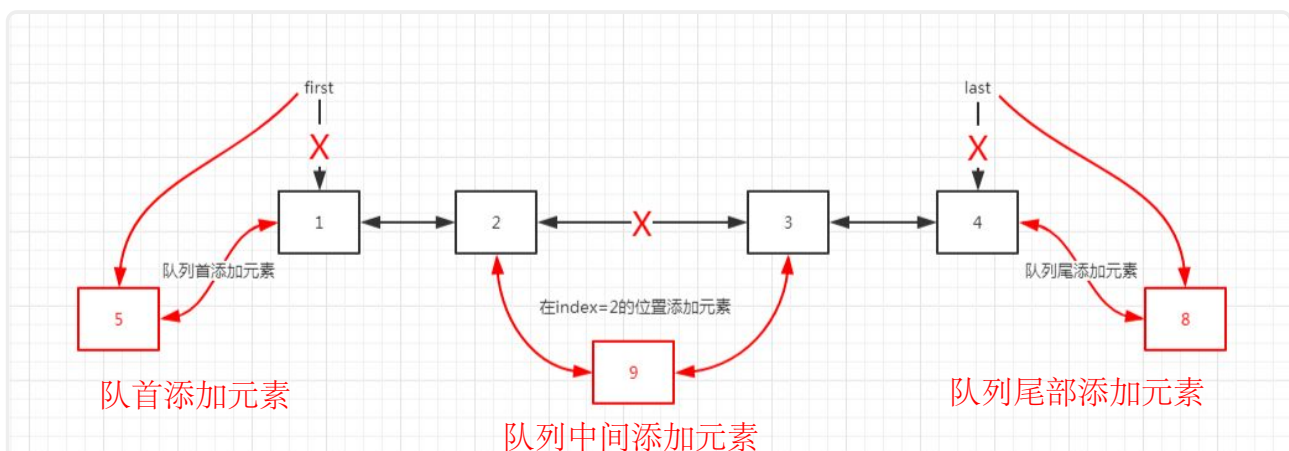 first
last
X
X
1
2
X
3
4
队列首添加元素
队列尾添加元素
5
在index=2的位置添加元素
8
9
队首添加元素
队列尾部添加元素
队列中间添加元素